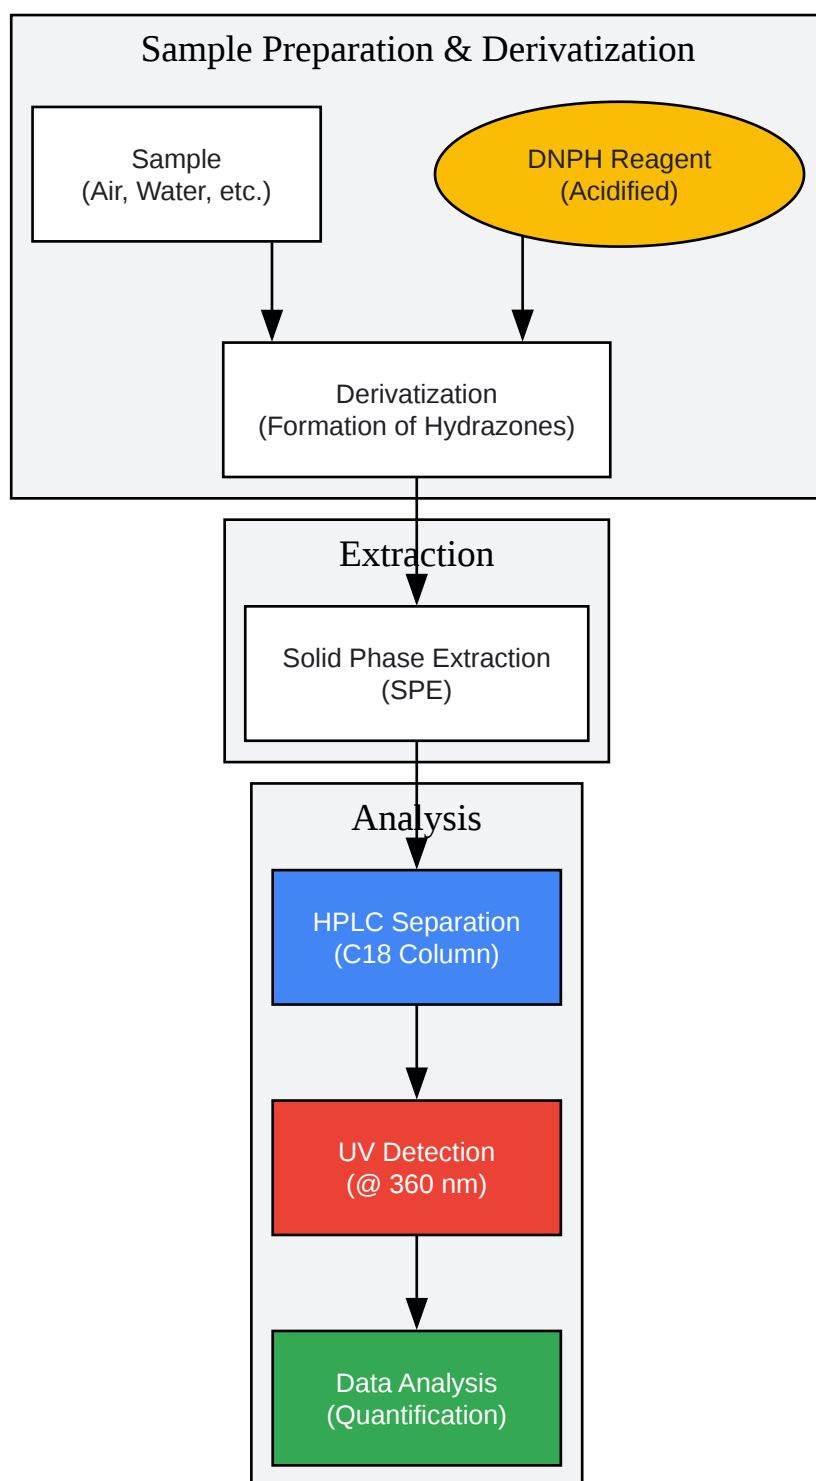 Sample Preparation & Derivatization
Sample
(Air, Water, etc.)
DNPH Reagent
(Acidified)
Derivatization
(Formation of Hydrazones)
Extraction
Solid Phase Extraction
(SPE)
Analysis
HPLC Separation
(C18 Column)
UV Detection
(@ 360 nm)
Data Analysis
(Quantification)